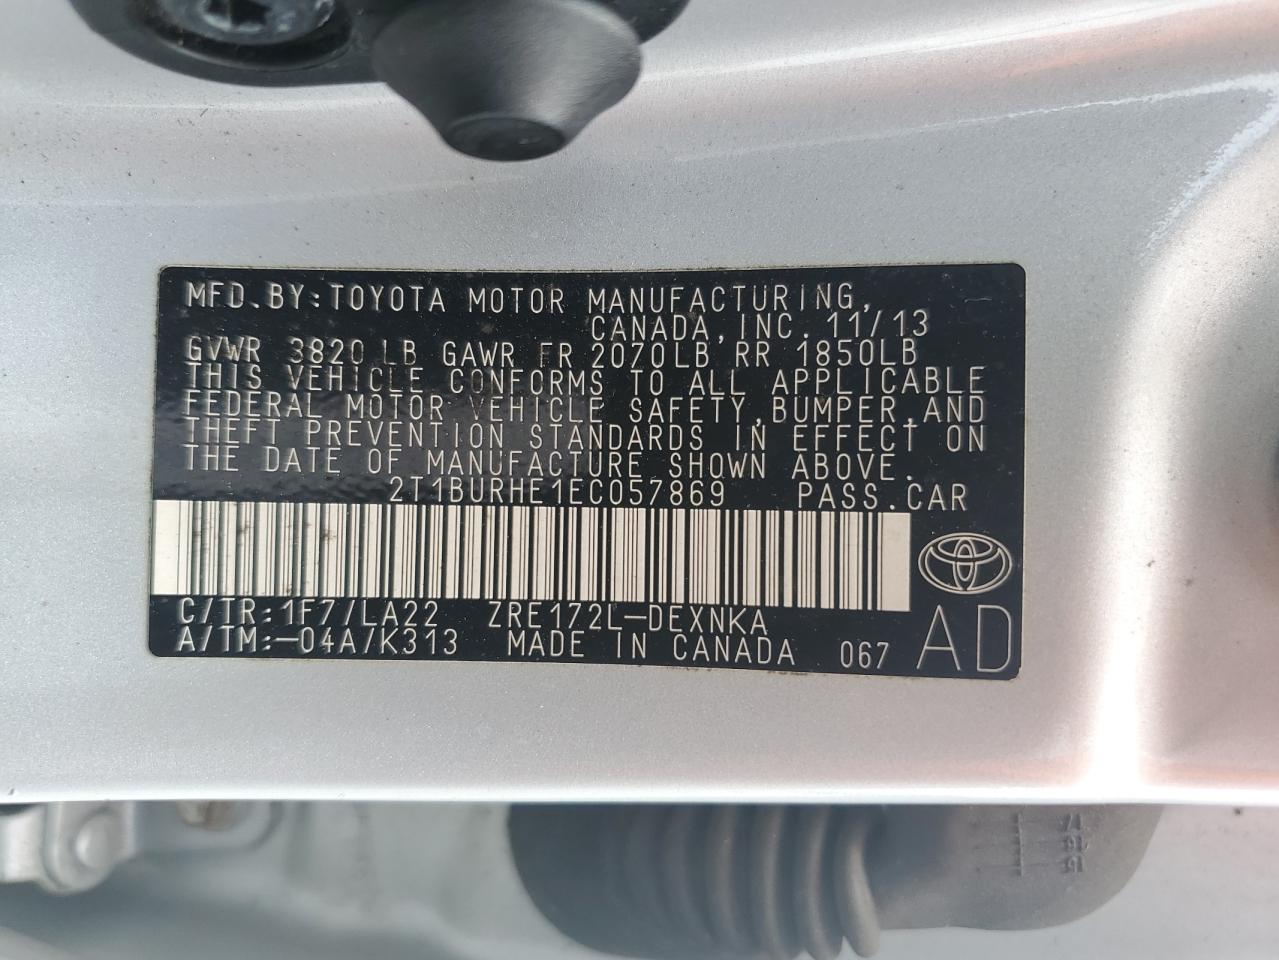 MFD.BY:TOYOTA MOTOR MANUFACTURING,
CANADA,INC. 11/13
GVWR 3820LB GAWR FR 2070LB RR 1850LB
THIS VEHICLE CONFORMS TO ALL APPLICABLE
FEDERAL MOTOR VEHICLE SAFETY,BUMPER,AND
THEFT PREVENTION STANDARDS IN EFFECT ON
THE DATE OF MANUFACTURE SHOWN ABOVE.
2T1BURHE1EC057869 PASS.CAR
C/TR:1F7/LA22 ZRE172L-DEXNKA
A/TM:-04A/K313 MADE IN CANADA 067 AD